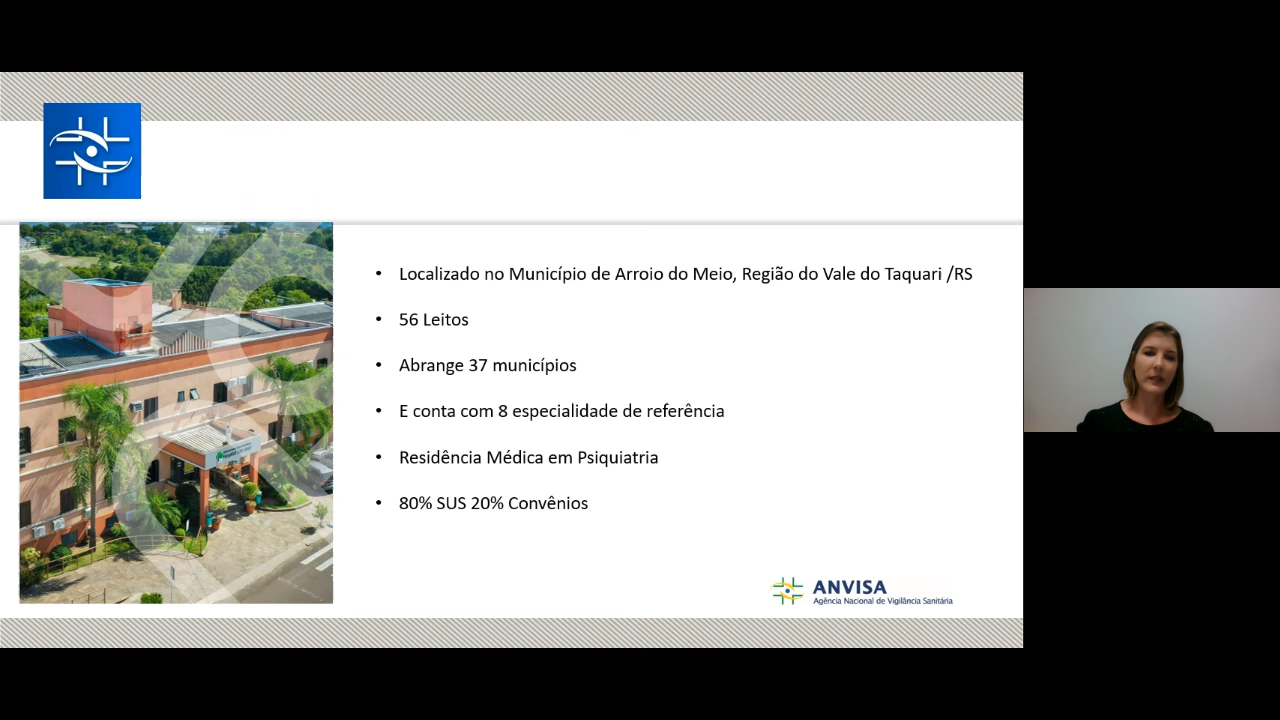 • Localizado no Município de Arroio do Meio, Região do Vale do Taquari /RS
• 56 Leitos
• Abrange 37 municípios
• E conta com 8 especialidade de referência
• Residência Médica em Psiquiatria
• 80% SUS 20% Convênios
ANVISA
Agência Nacional de Vigilância Sanitária